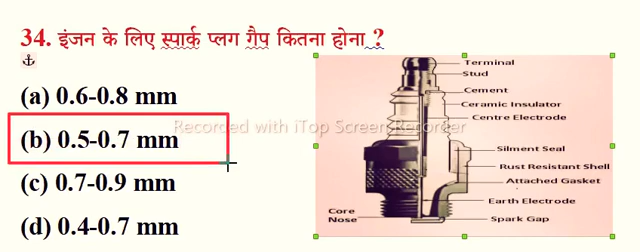 34. इंजन के लिए स्पार्क प्लग गैप कितना होना ?
(a) 0.6-0.8 mm
(b) 0.5-0.7 mm
(c) 0.7-0.9 mm
(d) 0.4-0.7 mm
Recorded with iTop Screen Recorder
Terminal
Stud
Cement
Ceramic Insulator
Centre Electrode
Silment Seal
Rust Resistant Shell
Attached Gasket
Earth Electrode
Core
Nose
Spark Gap